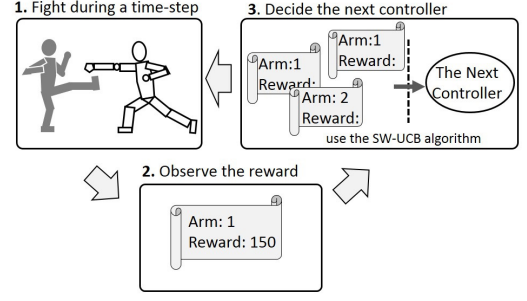 1. Fight during a time-step
3. Decide the next controller
Arm:1
Reward:
Arm:1
Reward:
Arm: 2
Reward:
The Next
Controller
use the SW-UCB algorithm
2. Observe the reward
Arm: 1
Reward: 150